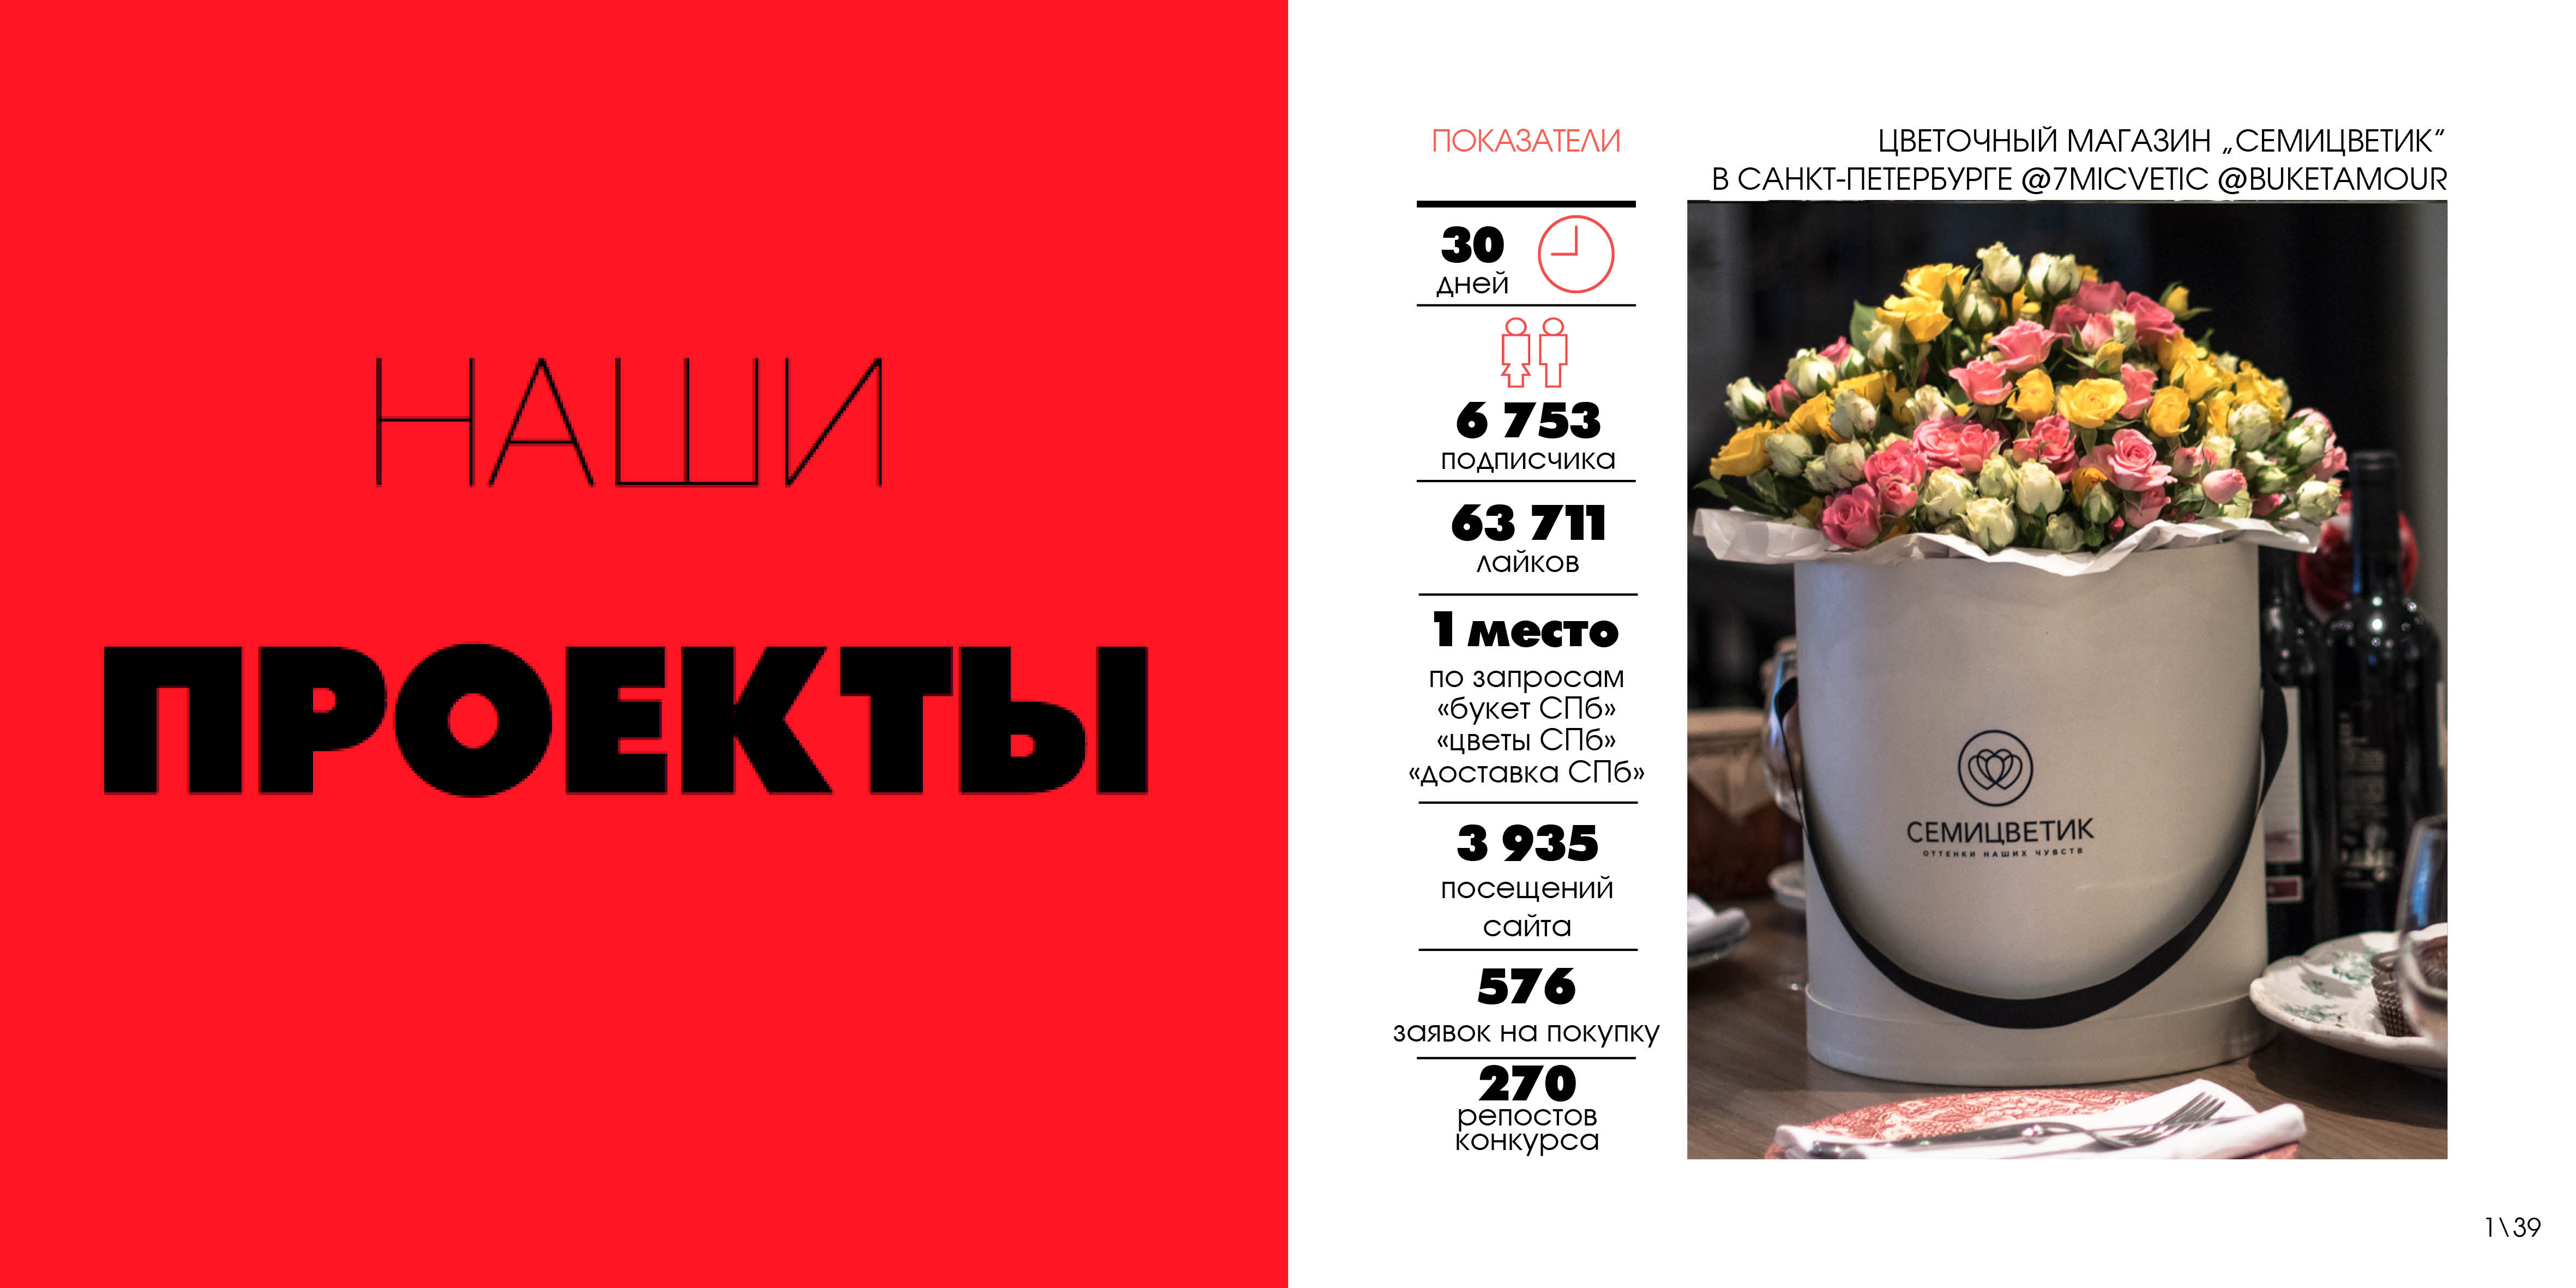 НАШИ
ПРОЕКТЫ
ПОКАЗАТЕЛИ
30
дней
6 753
подписчика
63 711
лайков
1 место
по запросам
«букет СПб»
«цветы СПб»
«доставка СПб»
3 935
посещений
сайта
576
заявок на покупку
270
репостов
конкурса
ЦВЕТОЧНЫЙ МАГАЗИН „СЕМИЦВЕТИК“
В САНКТ-ПЕТЕРБУРГЕ @7MICVETIC @BUKETAMOUR
СЕМИЦВЕТИК
ОТТЕНКИ НАШИХ ЧУВСТВ
1\39